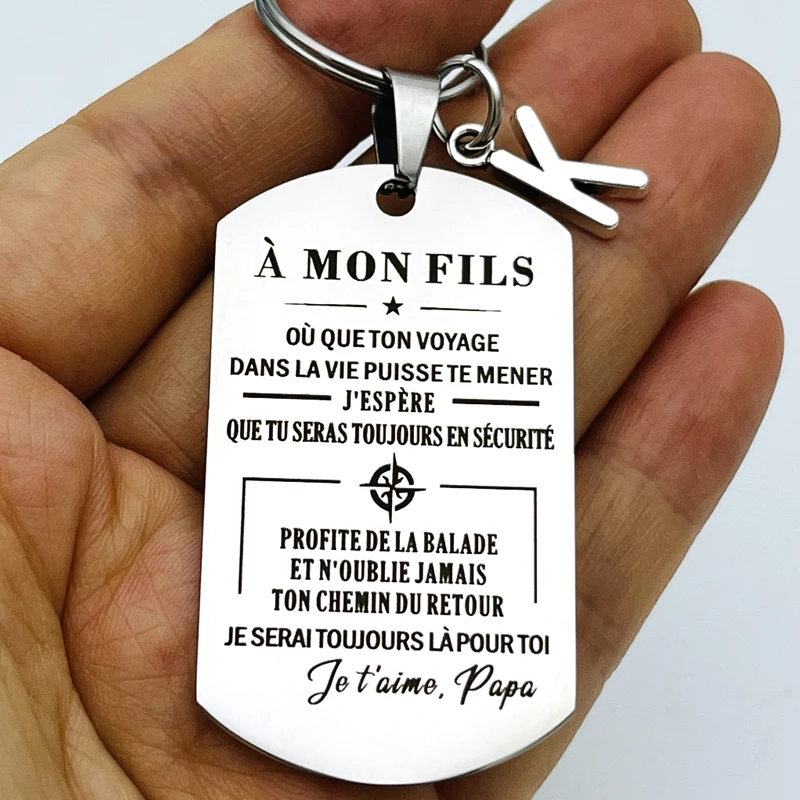 K
À MON FILS
OÙ QUE TON VOYAGE
DANS LA VIE PUISSE TE MENER
J'ESPÈRE
QUE TU SERAS TOUJOURS EN SÉCURITÉ
PROFITE DE LA BALADE
ET N'OUBLIE JAMAIS
TON CHEMIN DU RETOUR
JE SERAI TOUJOURS LÀ POUR TOI
Je t'aime, Papa